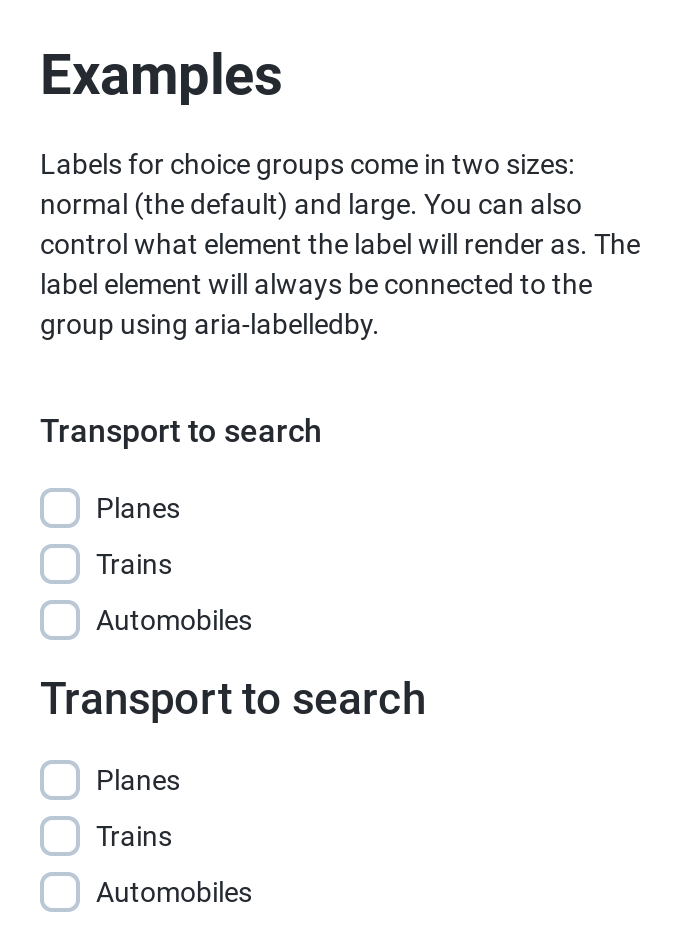 Examples
Labels for choice groups come in two sizes:
normal (the default) and large. You can also
control what element the label will render as. The
label element will always be connected to the
group using aria-labelledby.
Transport to search
Planes
Trains
Automobiles
Transport to search
Planes
Trains
Automobiles